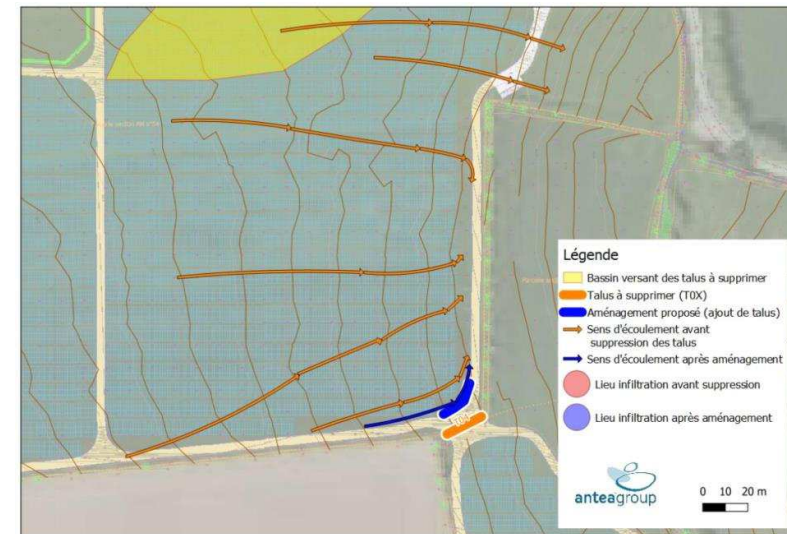 Légende
Bassin versant des talus à supprimer
Talus à supprimer (T0X)
Aménagement proposé (ajout de talus)
Sens d'écoulement avant
suppression des talus
Sens d'écoulement après aménagement
Lieu infiltration avant suppression
Lieu infiltration après aménagement
anteagroup
0 10 20 m